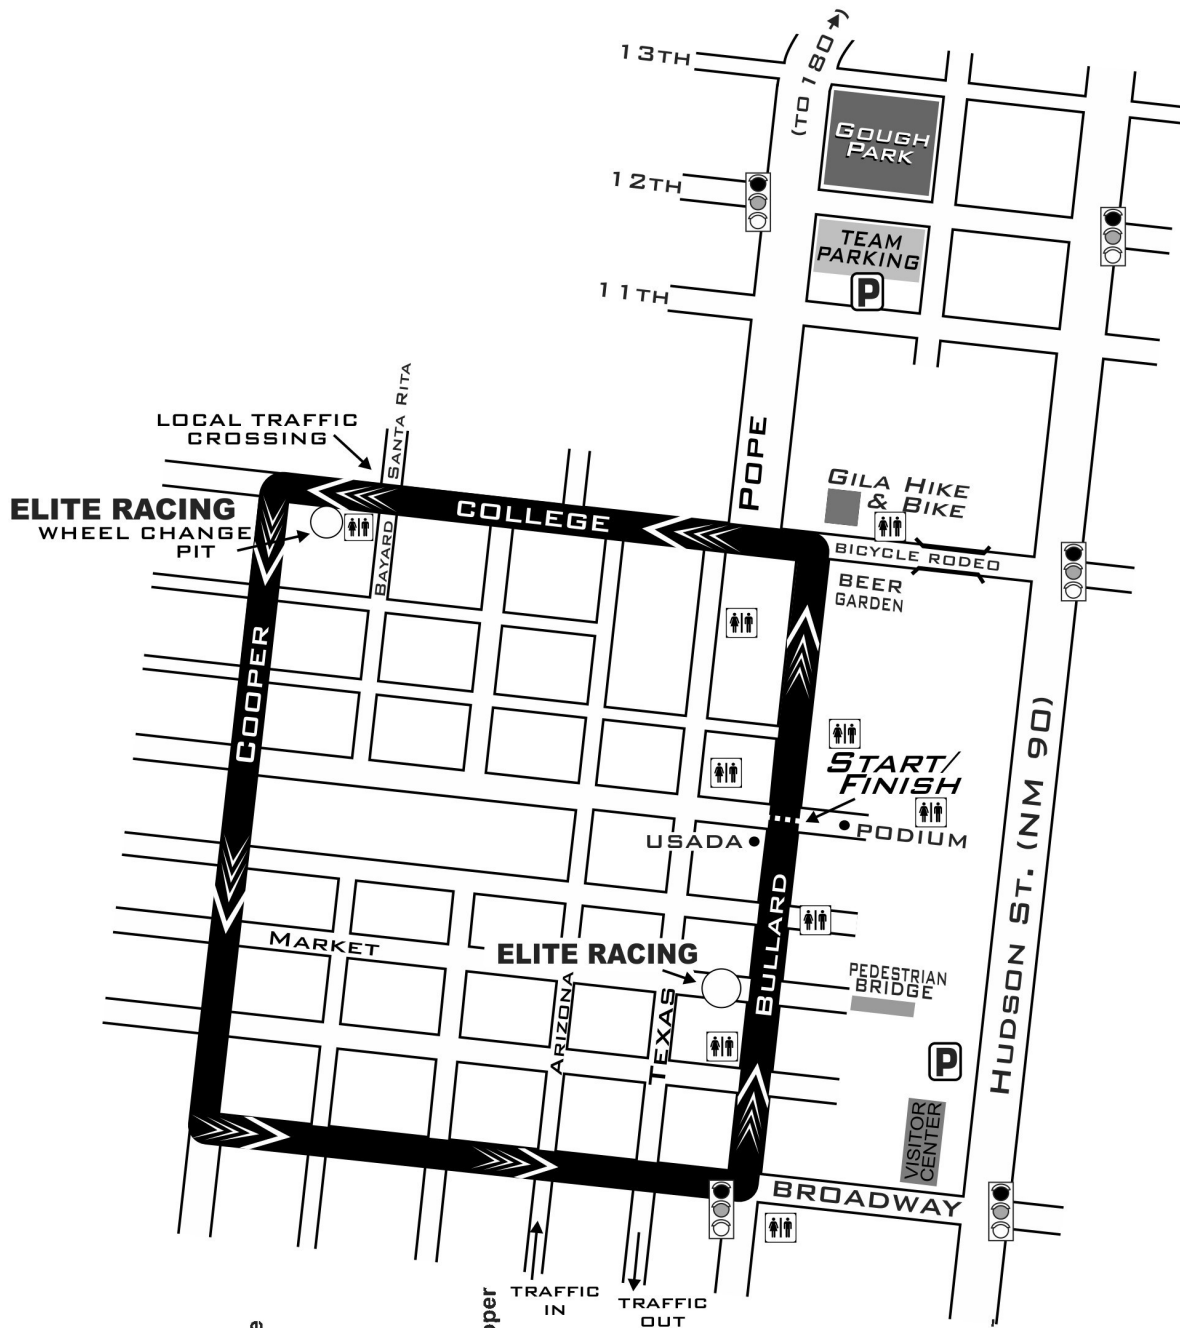 13TH
(TO 180
GOUGH
PARK
12TH
TEAM
PARKING
P
11TH
SANTA RITA
LOCAL TRAFFIC
CROSSING
POPE
GILA HIKE
& BIKE
ELITE RACING
WHEEL CHANGE
PIT
COLLEGE
BAYARD
BICYCLE RODEO
BEER
GARDEN
COOPER
HUDSON ST. (NM 90)
START/
FINISH
USADA
PODIUM
BULLARD
MARKET
ELITE RACING
ARIZONA
TEXAS
PEDESTRIAN
BRIDGE
P
VISITOR
CENTER
BROADWAY
TRAFFIC
IN
TRAFFIC
OUT